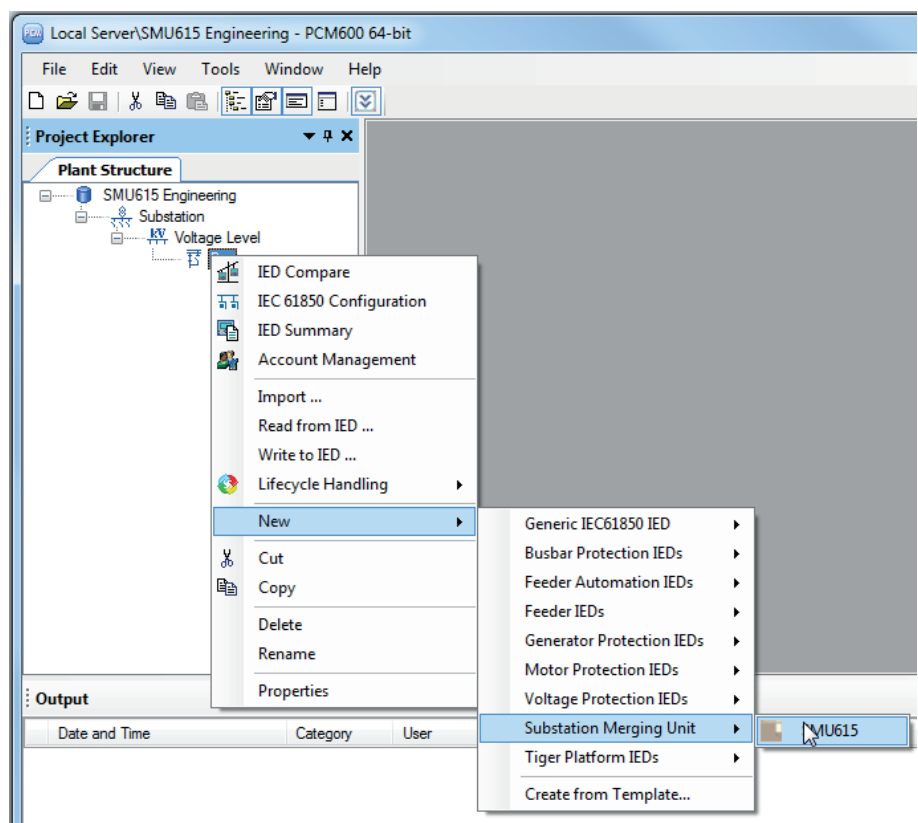 Local Server\SMU615 Engineering - PCM600 64-bit
File Edit View Tools Window Help
Project Explorer
Plant Structure
SMU615 Engineering
Substation
Voltage Level
IED Compare
IEC 61850 Configuration
IED Summary
Account Management
Import ...
Read from IED ...
Write to IED ...
Lifecycle Handling
New
Cut
Copy
Delete
Rename
Properties
Generic IEC61850 IED
Busbar Protection IEDs
Feeder Automation IEDs
Feeder IEDs
Generator Protection IEDs
Motor Protection IEDs
Voltage Protection IEDs
Substation Merging Unit
Tiger Platform IEDs
Create from Template...
SMU615
Output
Date and Time Category User